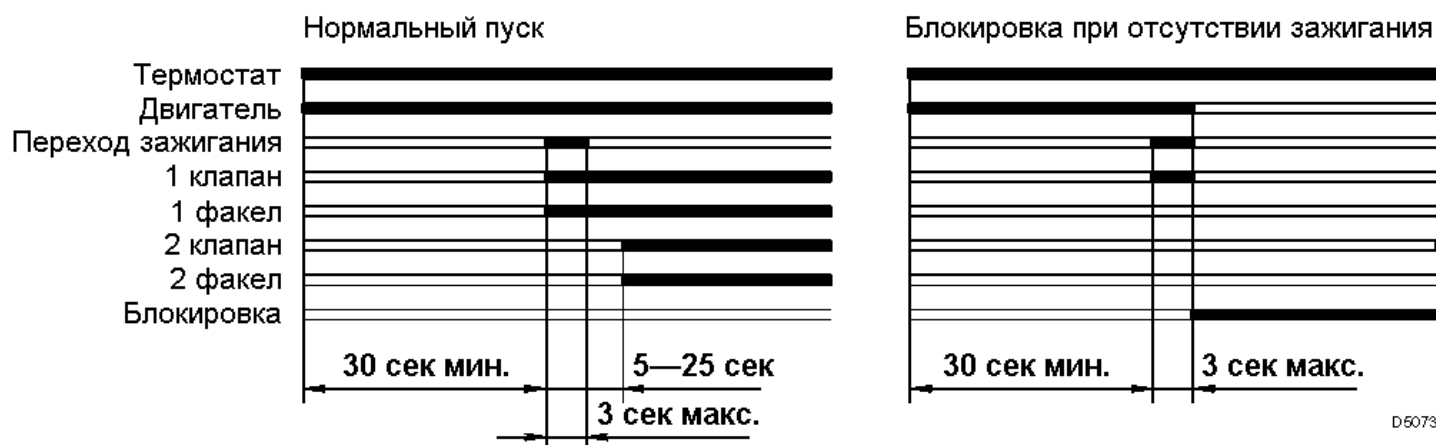 Нормальный пуск
Блокировка при отсутствии зажигания
Термостат
Двигатель
Переход зажигания
1 клапан
1 факел
2 клапан
2 факел
Блокировка
30 сек мин.
5—25 сек
3 сек макс.
30 сек мин.
3 сек макс.
D5073